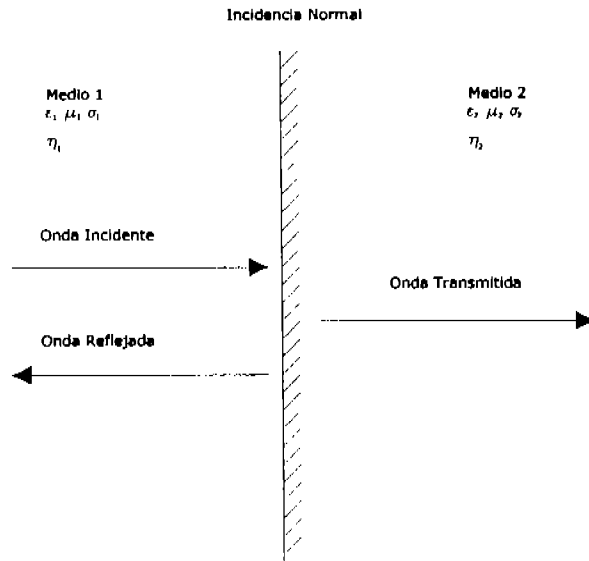 Incidencia Normal
Medio 1
ε₁ μ₁ σ₁
η₁
Medio 2
ε₂ μ₂ σ₂
η₂
Onda Incidente
Onda Transmitida
Onda Reflejada